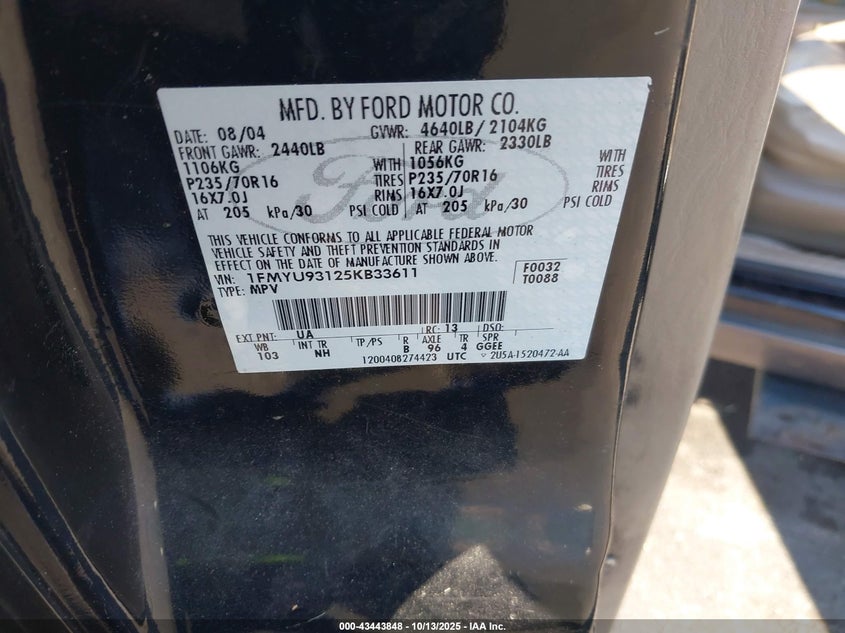 MFD. BY FORD MOTOR CO.
DATE: 08/04 GVWR: 4640LB/ 2104KG
FRONT GAWR: 2440LB REAR GAWR: 2330LB
1106KG WITH 1056KG WITH
P235/70R16 TIRES P235/70R16 TIRES
16X7.0J RIMS 16X7.0J RIMS
AT 205 kPa/30 PSI COLD AT 205 kPa/30 PSI COLD
Ford
THIS VEHICLE CONFORMS TO ALL APPLICABLE FEDERAL MOTOR
VEHICLE SAFETY AND THEFT PREVENTION STANDARDS IN
EFFECT ON THE DATE OF MANUFACTURE SHOWN ABOVE.
VIN: 1FMYU93125KB33611 F0032
TYPE: MPV T0088
EXT PNT: UA RC: 13 DSO:
WB INT TR TP/PS R AXLE TR SPR
103 NH B 96 4 GGEE
1200408274423 UTC 2U5A-1520472-AA
000-43443848 - 10/13/2025 - IAA Inc.